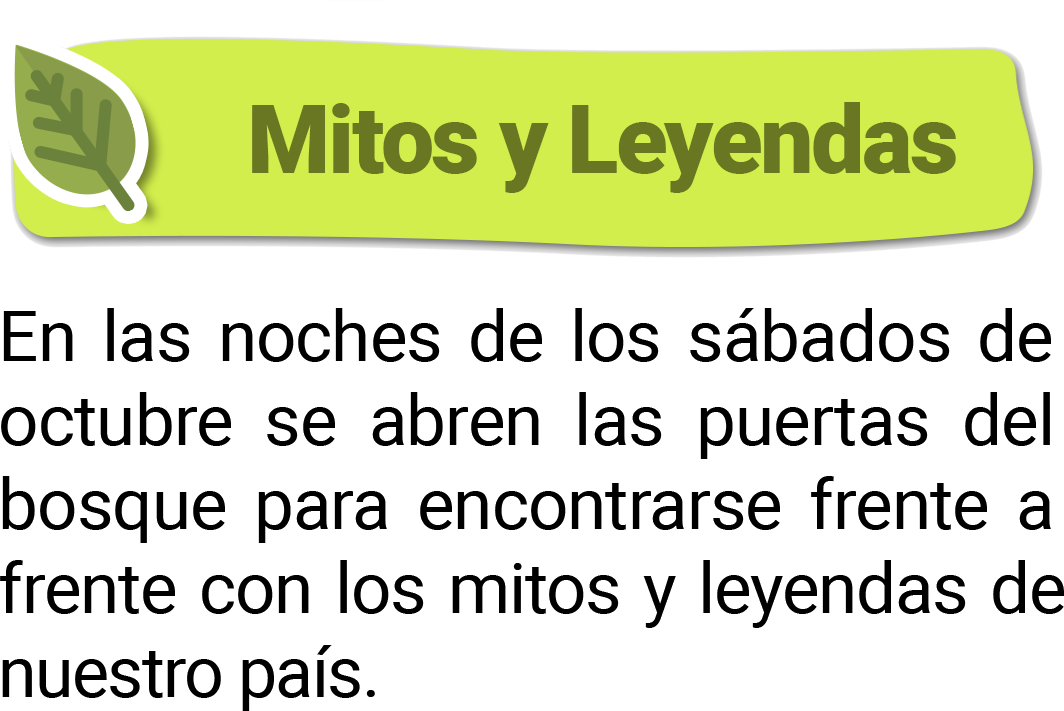 Mitos y Leyendas
En las noches de los sábados de
octubre se abren las puertas del
bosque para encontrarse frente a
frente con los mitos y leyendas de
nuestro país.